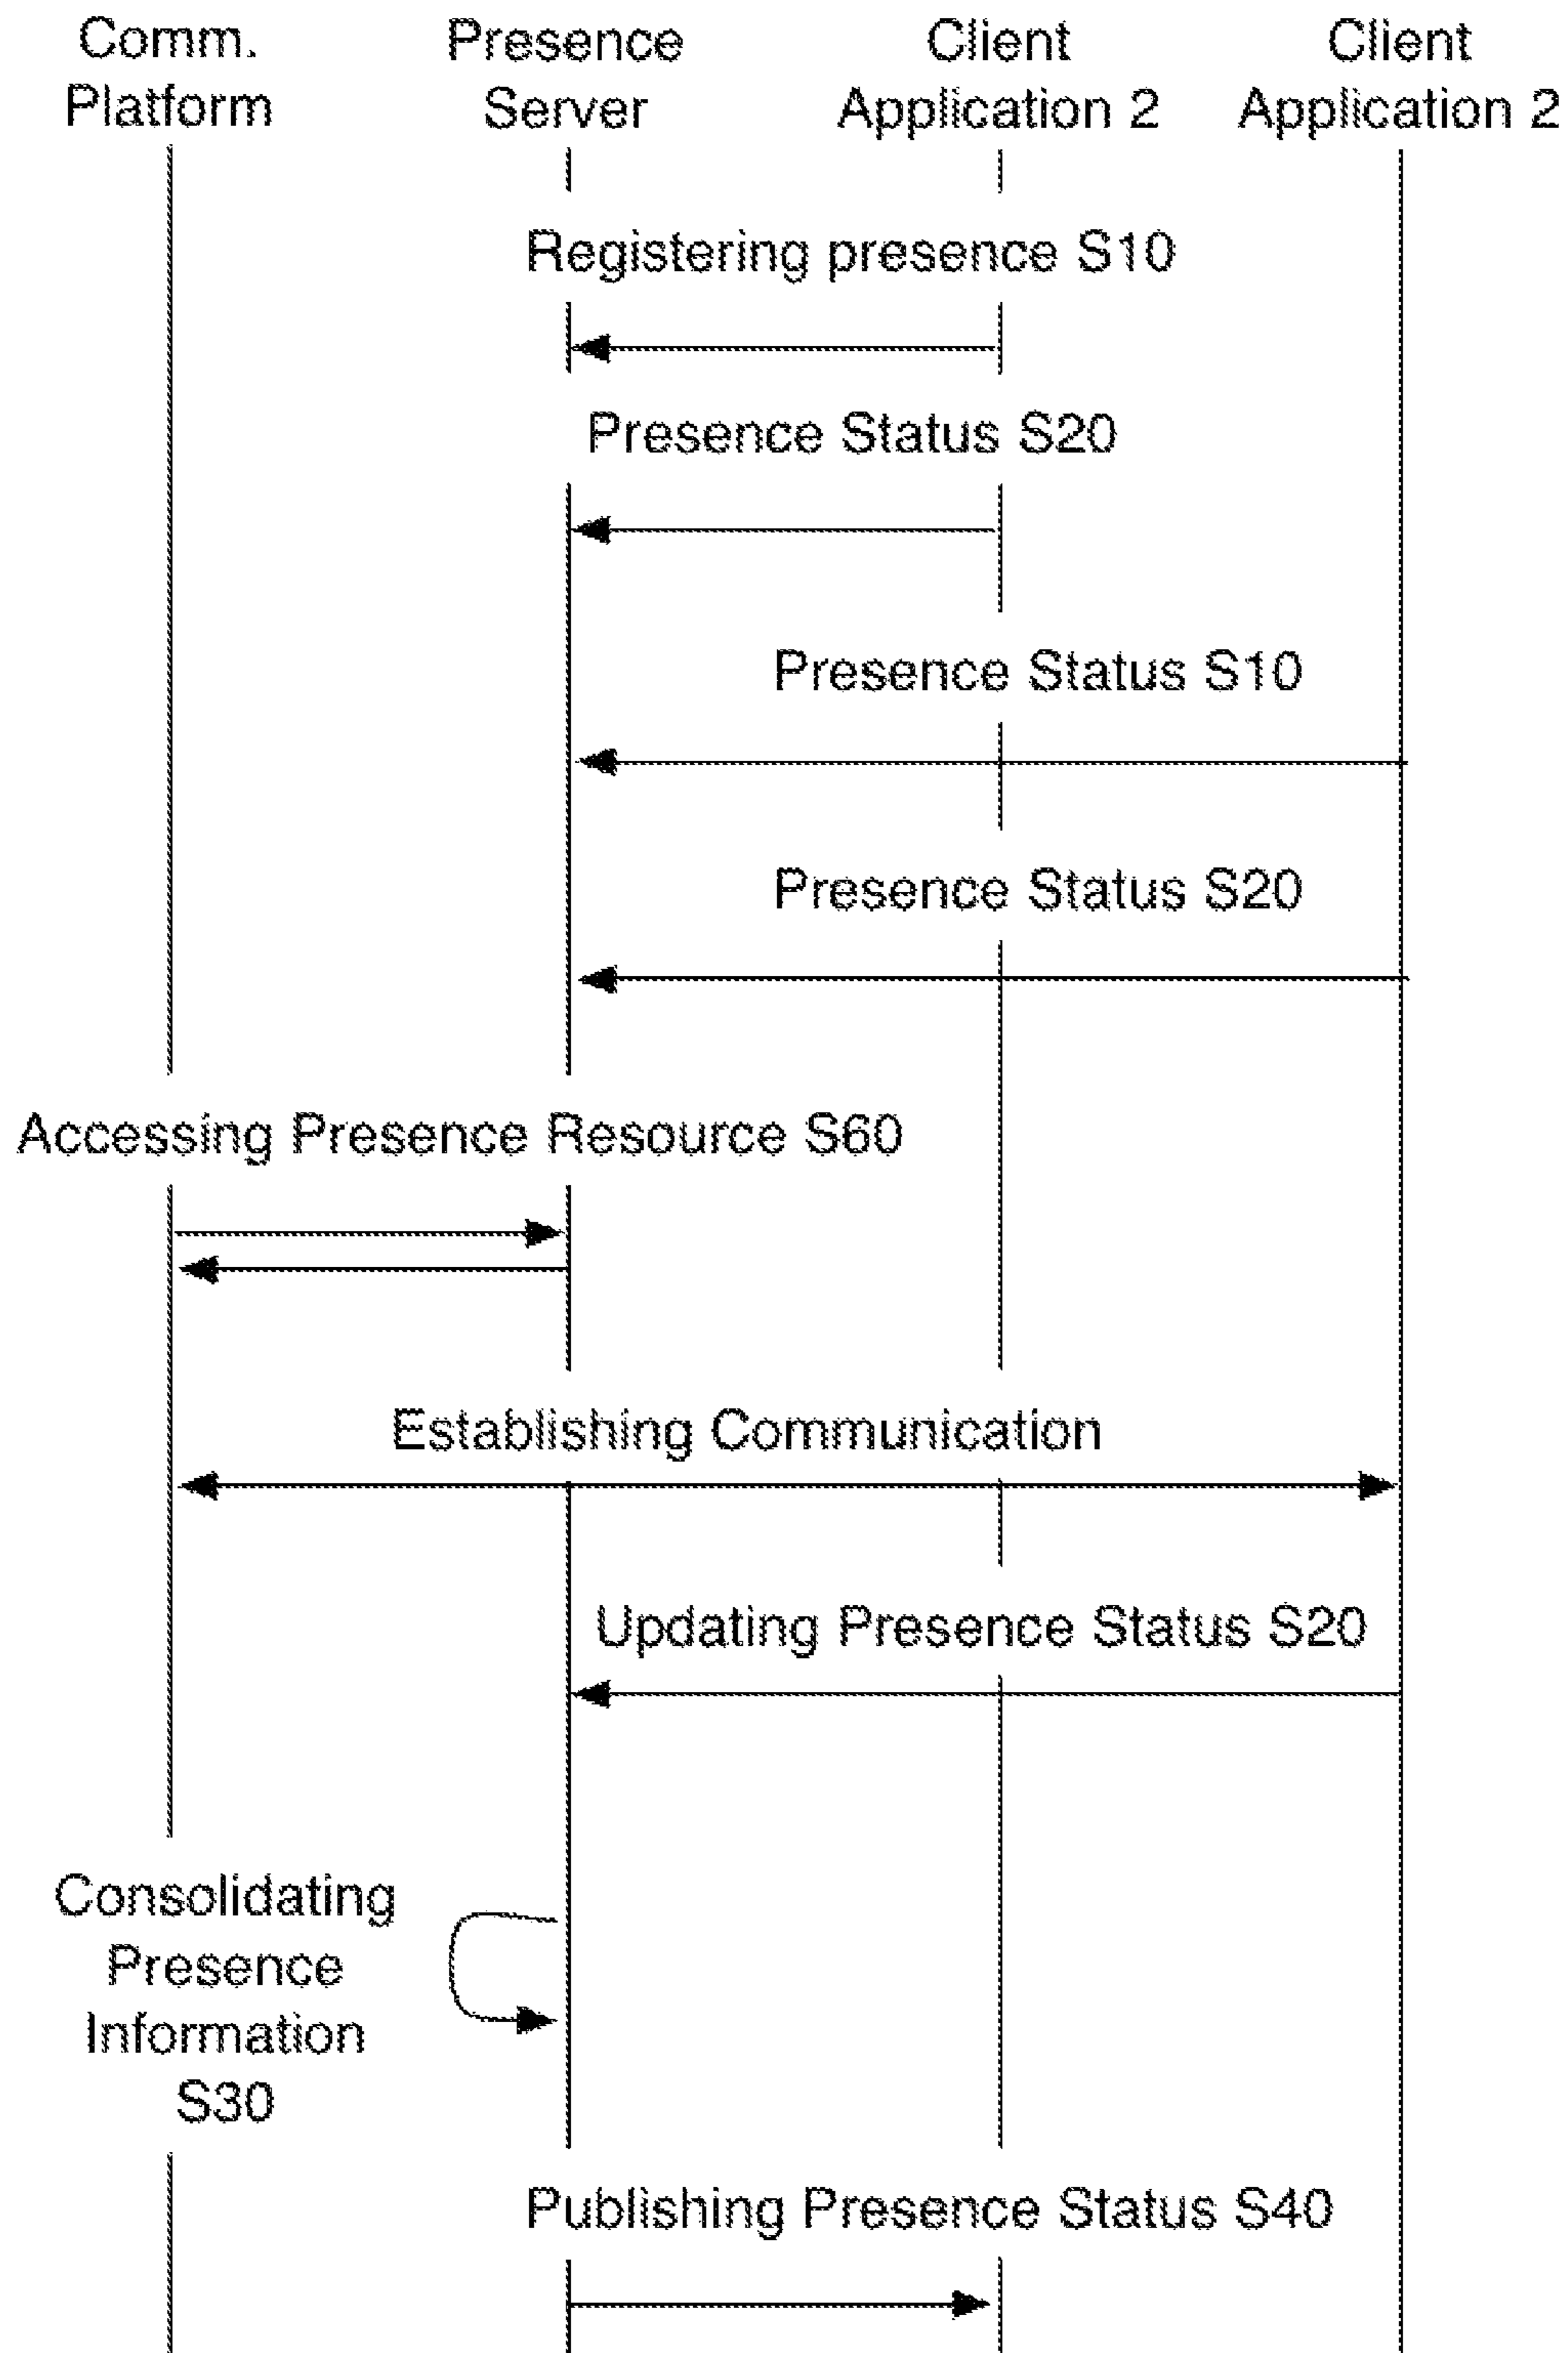 Comm.
Platform
Presence
Server
Client
Application 2
Client
Application 2
Registering presence S10
Presence Status S20
Presence Status S10
Presence Status S20
Accessing Presence Resource S60
Establishing Communication
Updating Presence Status S20
Consolidating
Presence
Information
S30
Publishing Presence Status S40